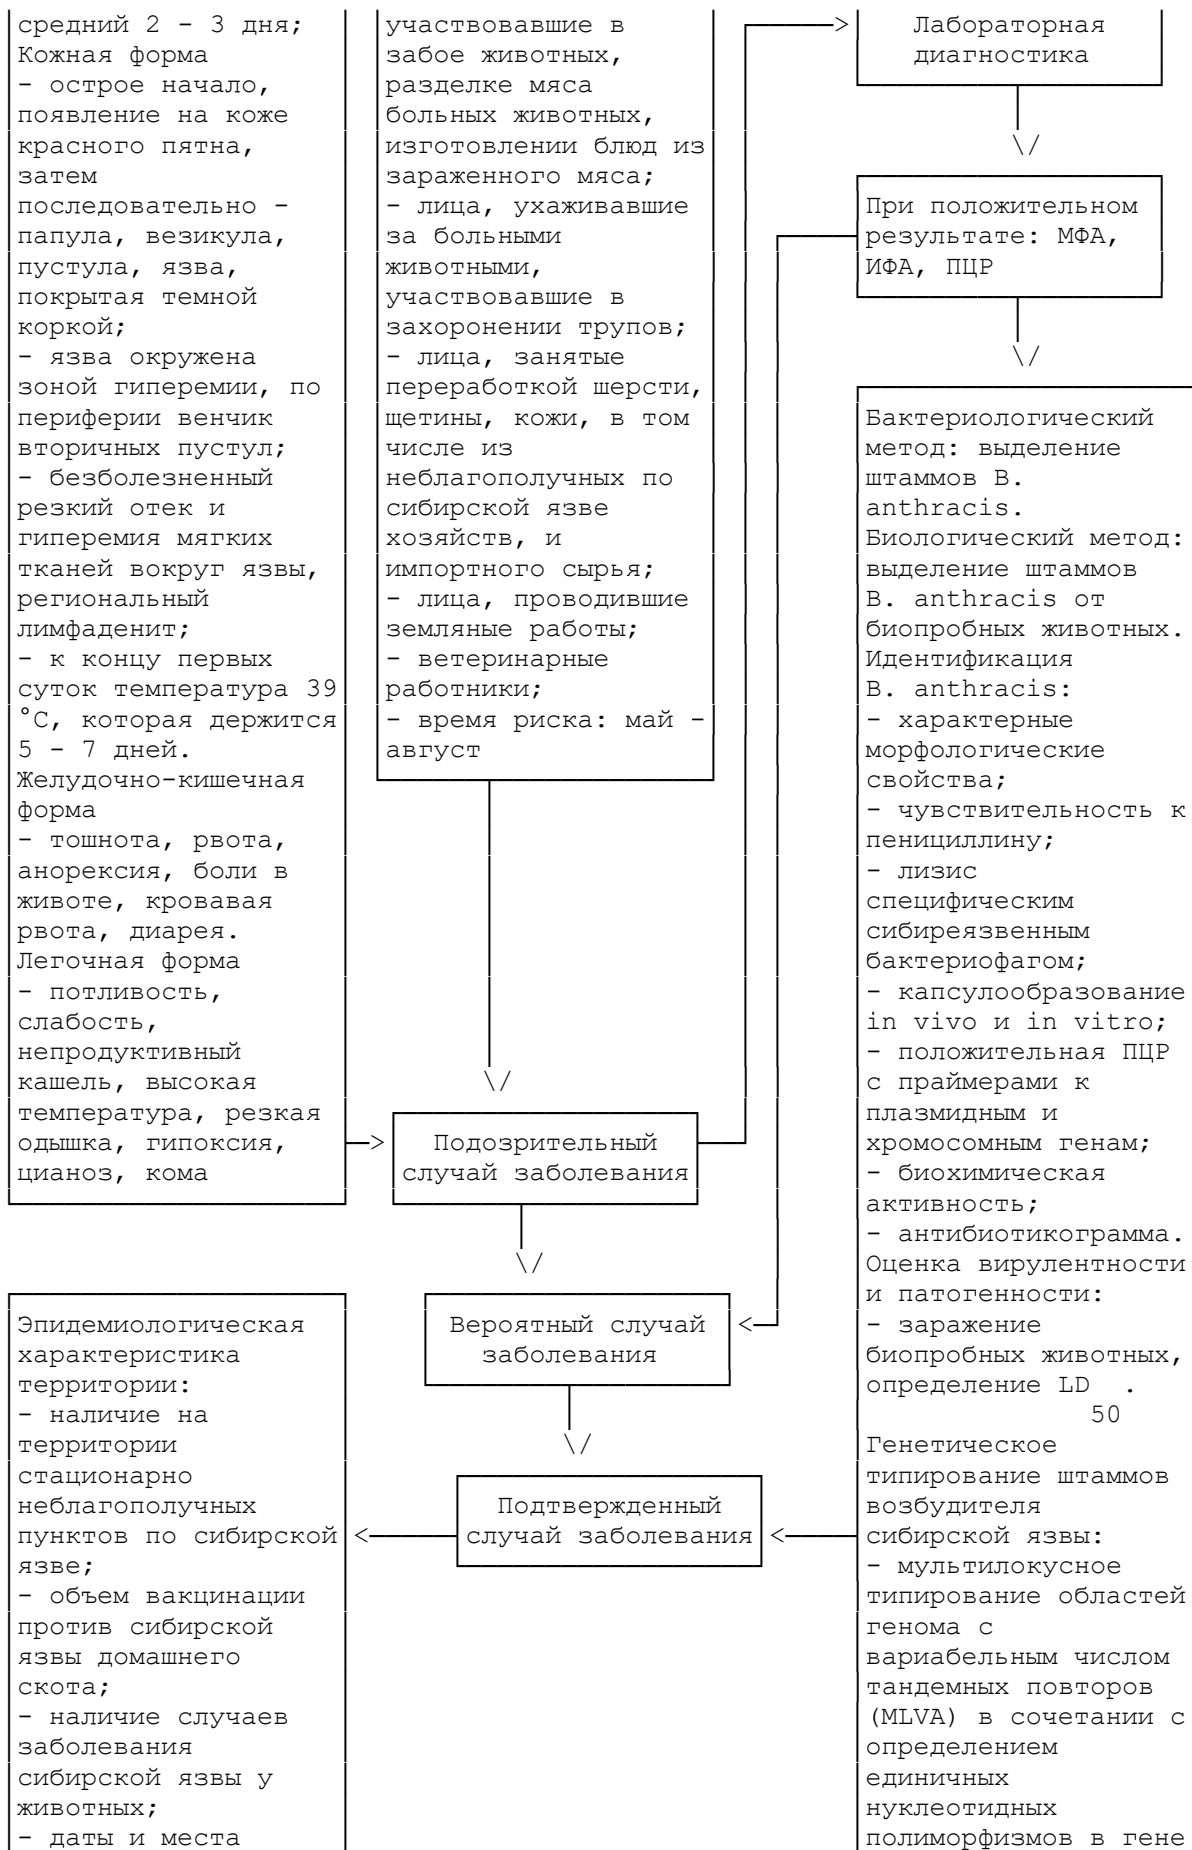 средний 2 - 3 дня;
Кожная форма
- острое начало,
появление на коже
красного пятна,
затем
последовательно -
папула, везикула,
пустула, язва,
покрытая темной
коркой;
- язва окружена
зоной гиперемии, по
периферии венчик
вторичных пустул;
- безболезненный
резкий отек и
гиперемия мягких
тканей вокруг язвы,
региональный
лимфаденит;
- к концу первых
суток температура 39
°C, которая держится
5 - 7 дней.
Желудочно-кишечная
форма
- тошнота, рвота,
анорексия, боли в
животе, кровавая
рвота, диарея.
Легочная форма
- потливость,
слабость,
непродуктивный
кашель, высокая
температура, резкая
одышка, гипоксия,
цианоз, кома
участвовавшие в
забое животных,
разделке мяса
больных животных,
изготовлении блюд из
зараженного мяса;
- лица, ухаживавшие
за больными
животными,
участвовавшие в
захоронении трупов;
- лица, занятые
переработкой шерсти,
щетины, кожи, в том
числе из
неблагополучных по
сибирской язве
хозяйств, и
импортного сырья;
- лица, проводившие
земляные работы;
- ветеринарные
работники;
- время риска: май -
август
Подозрительный
случай заболевания
Лабораторная
диагностика
При положительном
результате: МФА,
ИФА, ПЦР
Вероятный случай
заболевания
Бактериологический
метод: выделение
штаммов B.
anthracis.
Биологический метод:
выделение штаммов
B. anthracis от
биопробных животных.
Идентификация
B. anthracis:
- характерные
морфологические
свойства;
- чувствительность к
пенициллину;
- лизис
специфическим
сибиреязвенным
бактериофагом;
- капсулообразование
in vivo и in vitro;
- положительная ПЦР
с праймерами к
плазмидным и
хромосомным генам;
- биохимическая
активность;
- антибиотикограмма.
Оценка вирулентности
и патогенности:
- заражение
биопробных животных,
определение LD  .
50
Генетическое
типирование штаммов
возбудителя
сибирской язвы:
- мультилокусное
типирование областей
генома с
вариабельным числом
тандемных повторов
(MLVA) в сочетании с
определением
единичных
нуклеотидных
полиморфизмов в гене
Подтвержденный
случай заболевания
Эпидемиологическая
характеристика
территории:
- наличие на
территории
стационарно
неблагополучных
пунктов по сибирской
язве;
- объем вакцинации
против сибирской
язвы домашнего
скота;
- наличие случаев
заболевания
сибирской язвы у
животных;
- даты и места